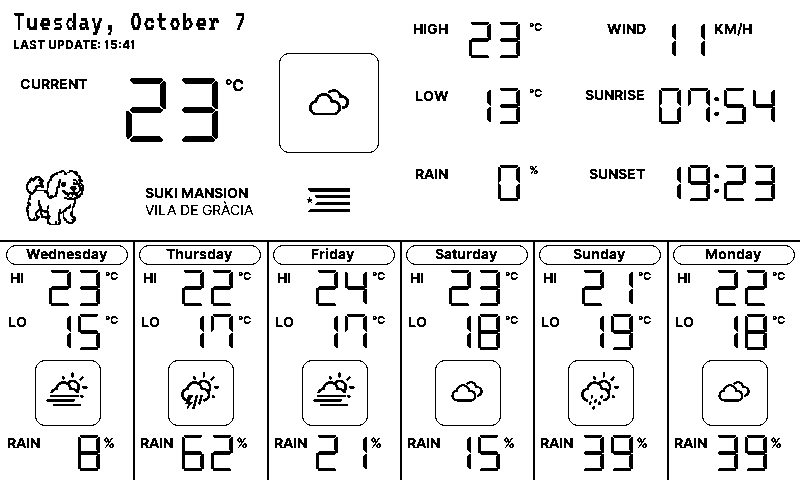 Tuesday, October 7
LAST UPDATE: 15:41
CURRENT 23 °C
HIGH 23 °C
LOW 13 °C
RAIN 0 %
WIND 11 KM/H
SUNRISE 07:54
SUNSET 19:23
SUKI MANSION
VILA DE GRÀCIA
Wednesday
HI 23 °C
LO 15 °C
RAIN 8 %
Thursday
HI 22 °C
LO 17 °C
RAIN 62 %
Friday
HI 24 °C
LO 17 °C
RAIN 21 %
Saturday
HI 23 °C
LO 18 °C
RAIN 15 %
Sunday
HI 21 °C
LO 19 °C
RAIN 39 %
Monday
HI 22 °C
LO 18 °C
RAIN 39 %